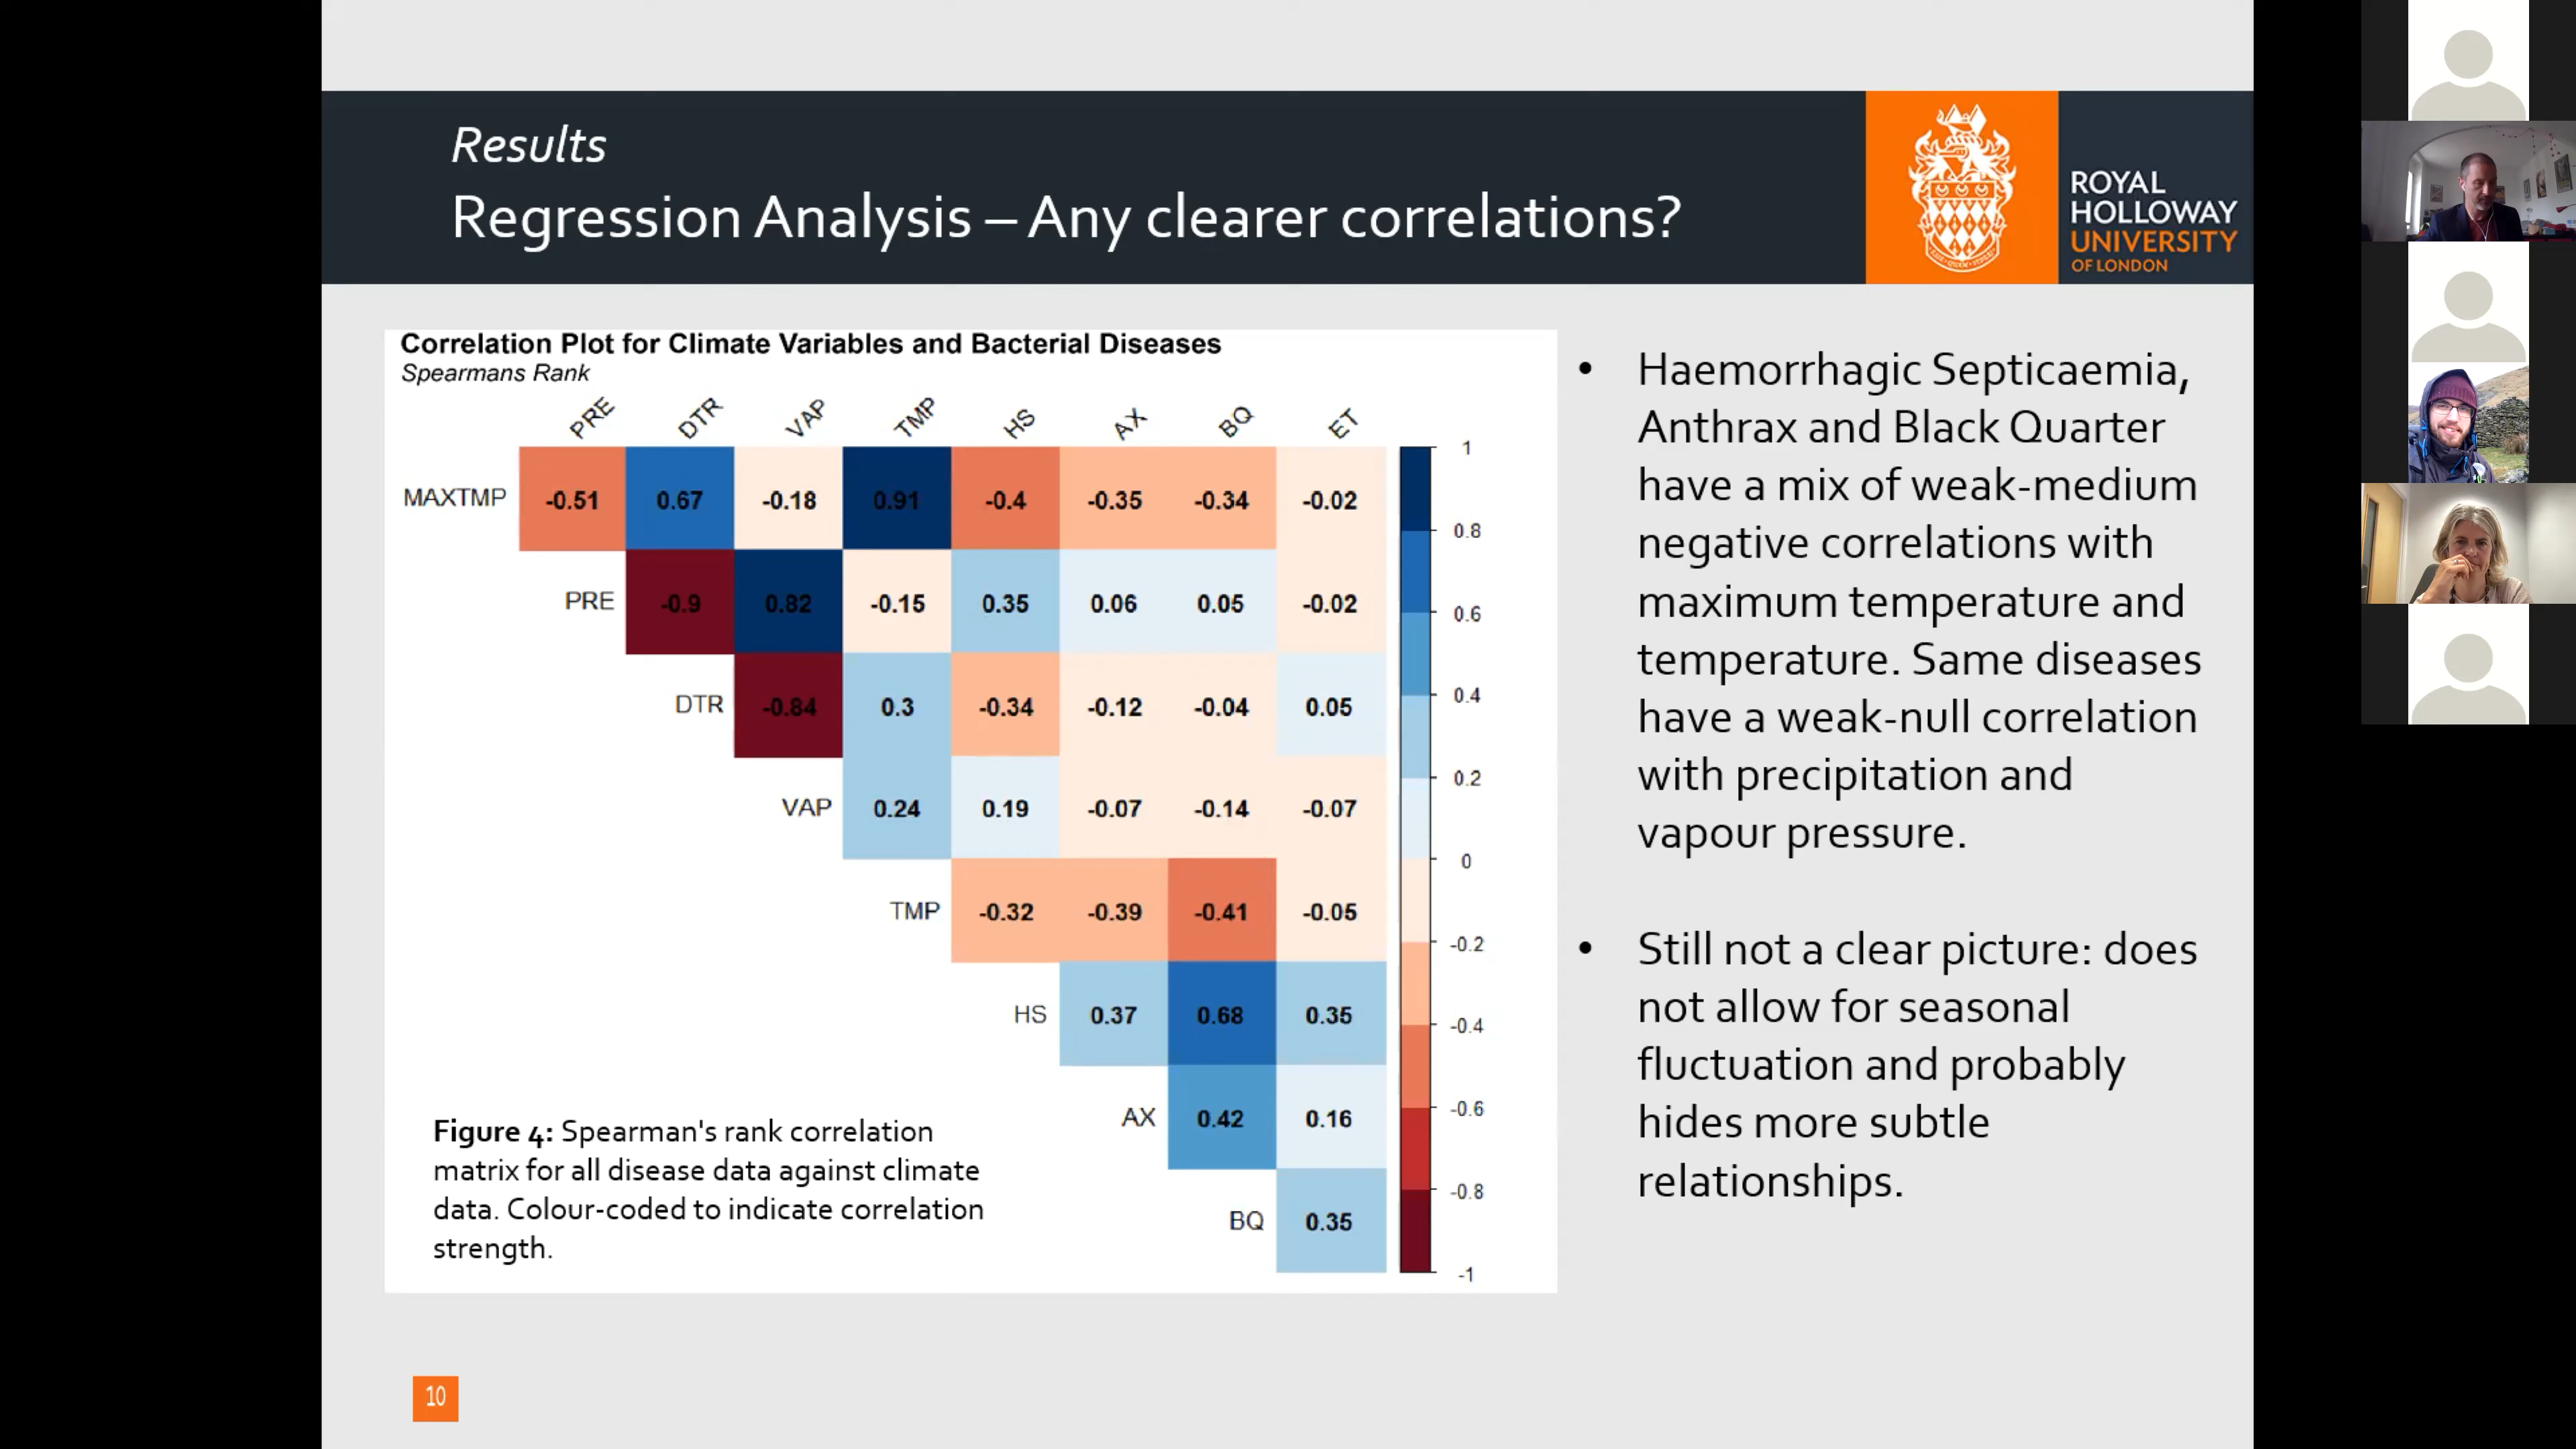 Results
Regression Analysis – Any clearer correlations?
ROYAL
HOLLOWAY
UNIVERSITY
OF LONDON
Correlation Plot for Climate Variables and Bacterial Diseases
Spearmans Rank
PRE DTR VAP TMP HS AX BQ ET
MAXTMP -0.51 0.67 -0.18 0.91 -0.4 -0.35 -0.34 -0.02
PRE -0.9 0.82 -0.15 0.35 0.06 0.05 -0.02
DTR -0.84 0.3 -0.34 -0.12 -0.04 0.05
VAP 0.24 0.19 -0.07 -0.14 -0.07
TMP -0.32 -0.39 -0.41 -0.05
HS 0.37 0.68 0.35
AX 0.42 0.16
BQ 0.35
1
0.8
0.6
0.4
0.2
0
-0.2
-0.4
-0.6
-0.8
-1
Figure 4: Spearman's rank correlation
matrix for all disease data against climate
data. Colour-coded to indicate correlation
strength.
• Haemorrhagic Septicaemia,
Anthrax and Black Quarter
have a mix of weak-medium
negative correlations with
maximum temperature and
temperature. Same diseases
have a weak-null correlation
with precipitation and
vapour pressure.
• Still not a clear picture: does
not allow for seasonal
fluctuation and probably
hides more subtle
relationships.
10